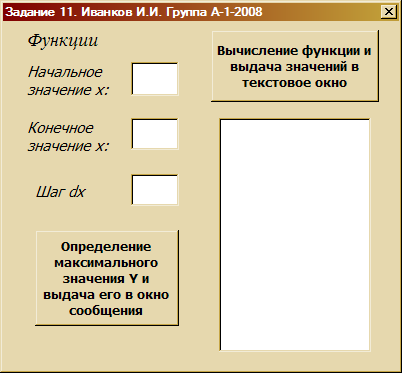 Задание 11. Иванков И.И. Группа А-1-2008
Функции
Начальное
значение x:
Конечное
значение x:
Шаг dx
Определение
максимального
значения Y и
выдача его в окно
сообщения
Вычисление функции и
выдача значений в
текстовое окно